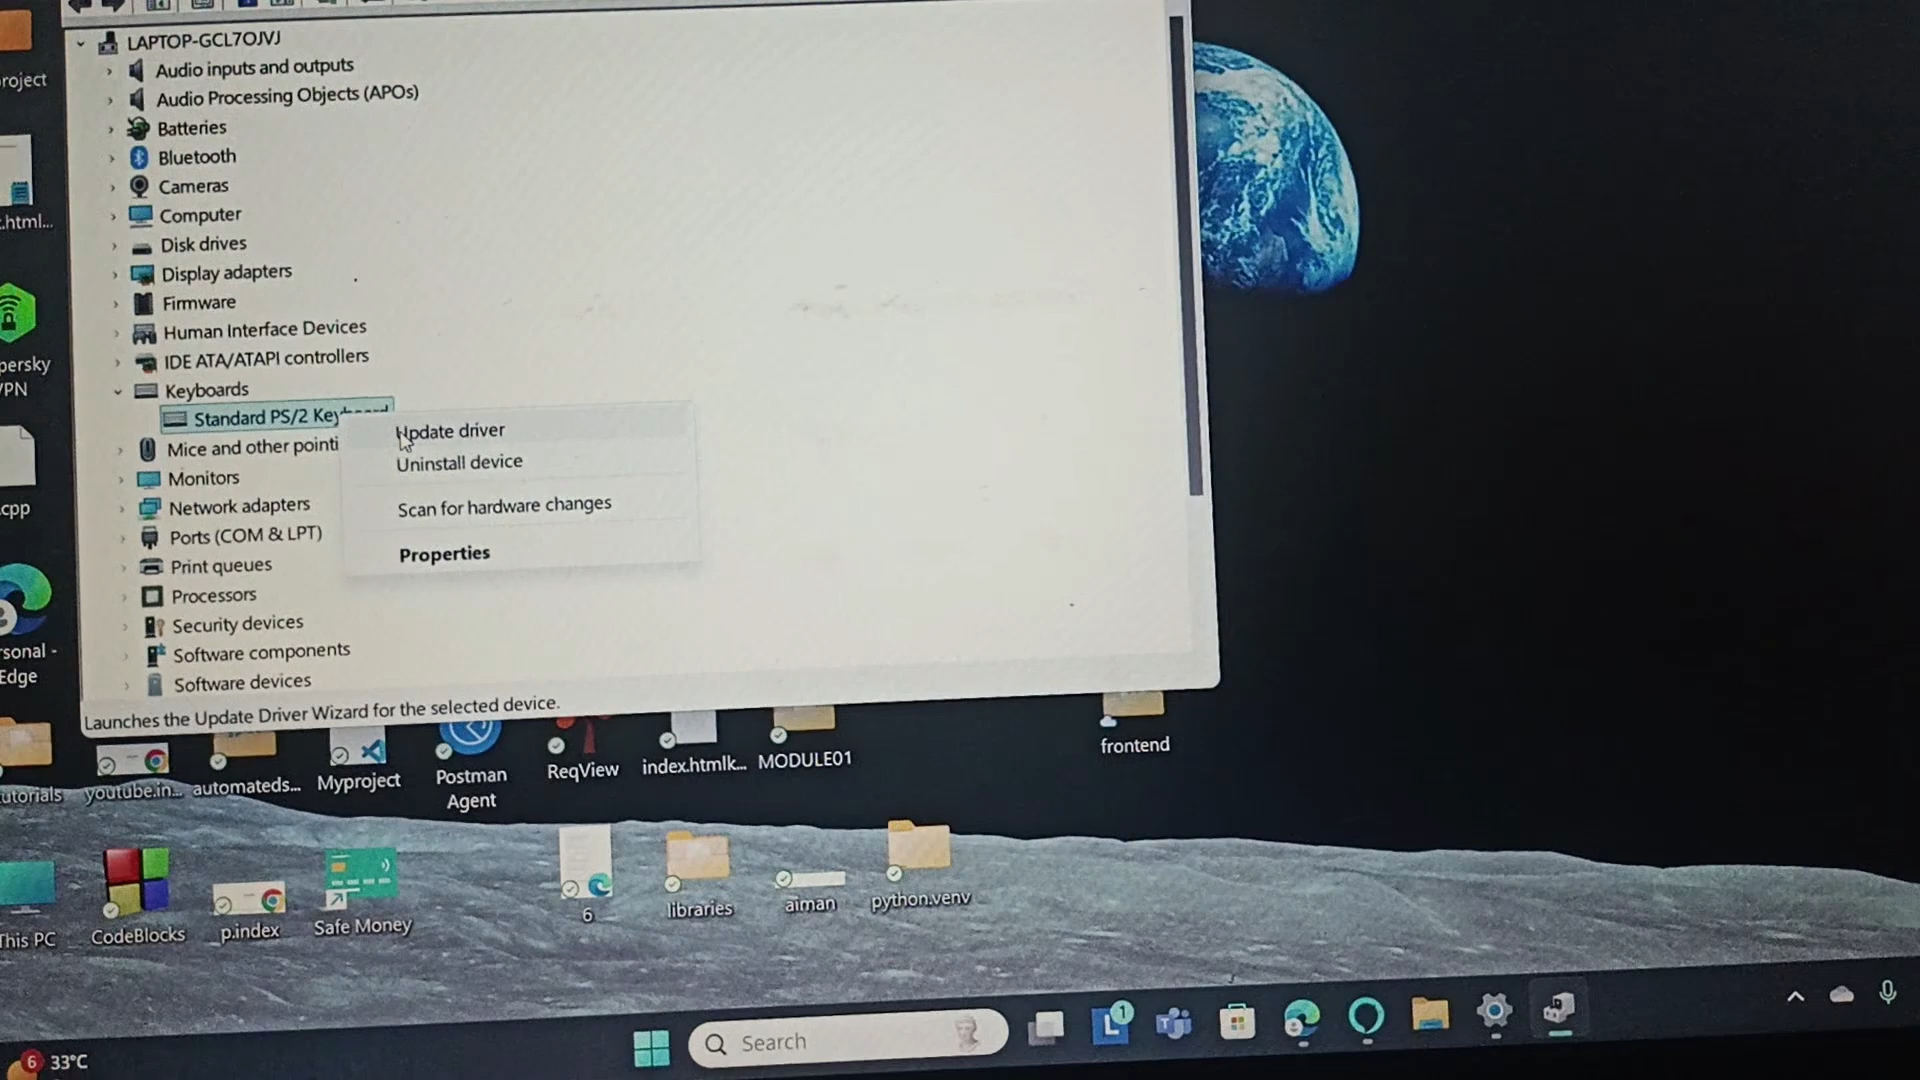 LAPTOP-GCL7OJVJ
Audio inputs and outputs
Audio Processing Objects (APOs)
Batteries
Bluetooth
Cameras
Computer
Disk drives
Display adapters
Firmware
Human Interface Devices
IDE ATA/ATAPI controllers
Keyboards
Standard PS/2 Keyboard
Mice and other pointi
Monitors
Network adapters
Ports (COM & LPT)
Print queues
Processors
Security devices
Software components
Software devices
Update driver
Uninstall device
Scan for hardware changes
Properties
Launches the Update Driver Wizard for the selected device.
roject
.html...
persky
VPN
.cpp
rsonal -
Edge
utorials
youtube.in...
automateds...
Myproject
Postman
Agent
ReqView
index.htmlk...
MODULE01
frontend
This PC
CodeBlocks
p.index
Safe Money
6
libraries
aiman
python.venv
6
33°C
Search
L
1
T